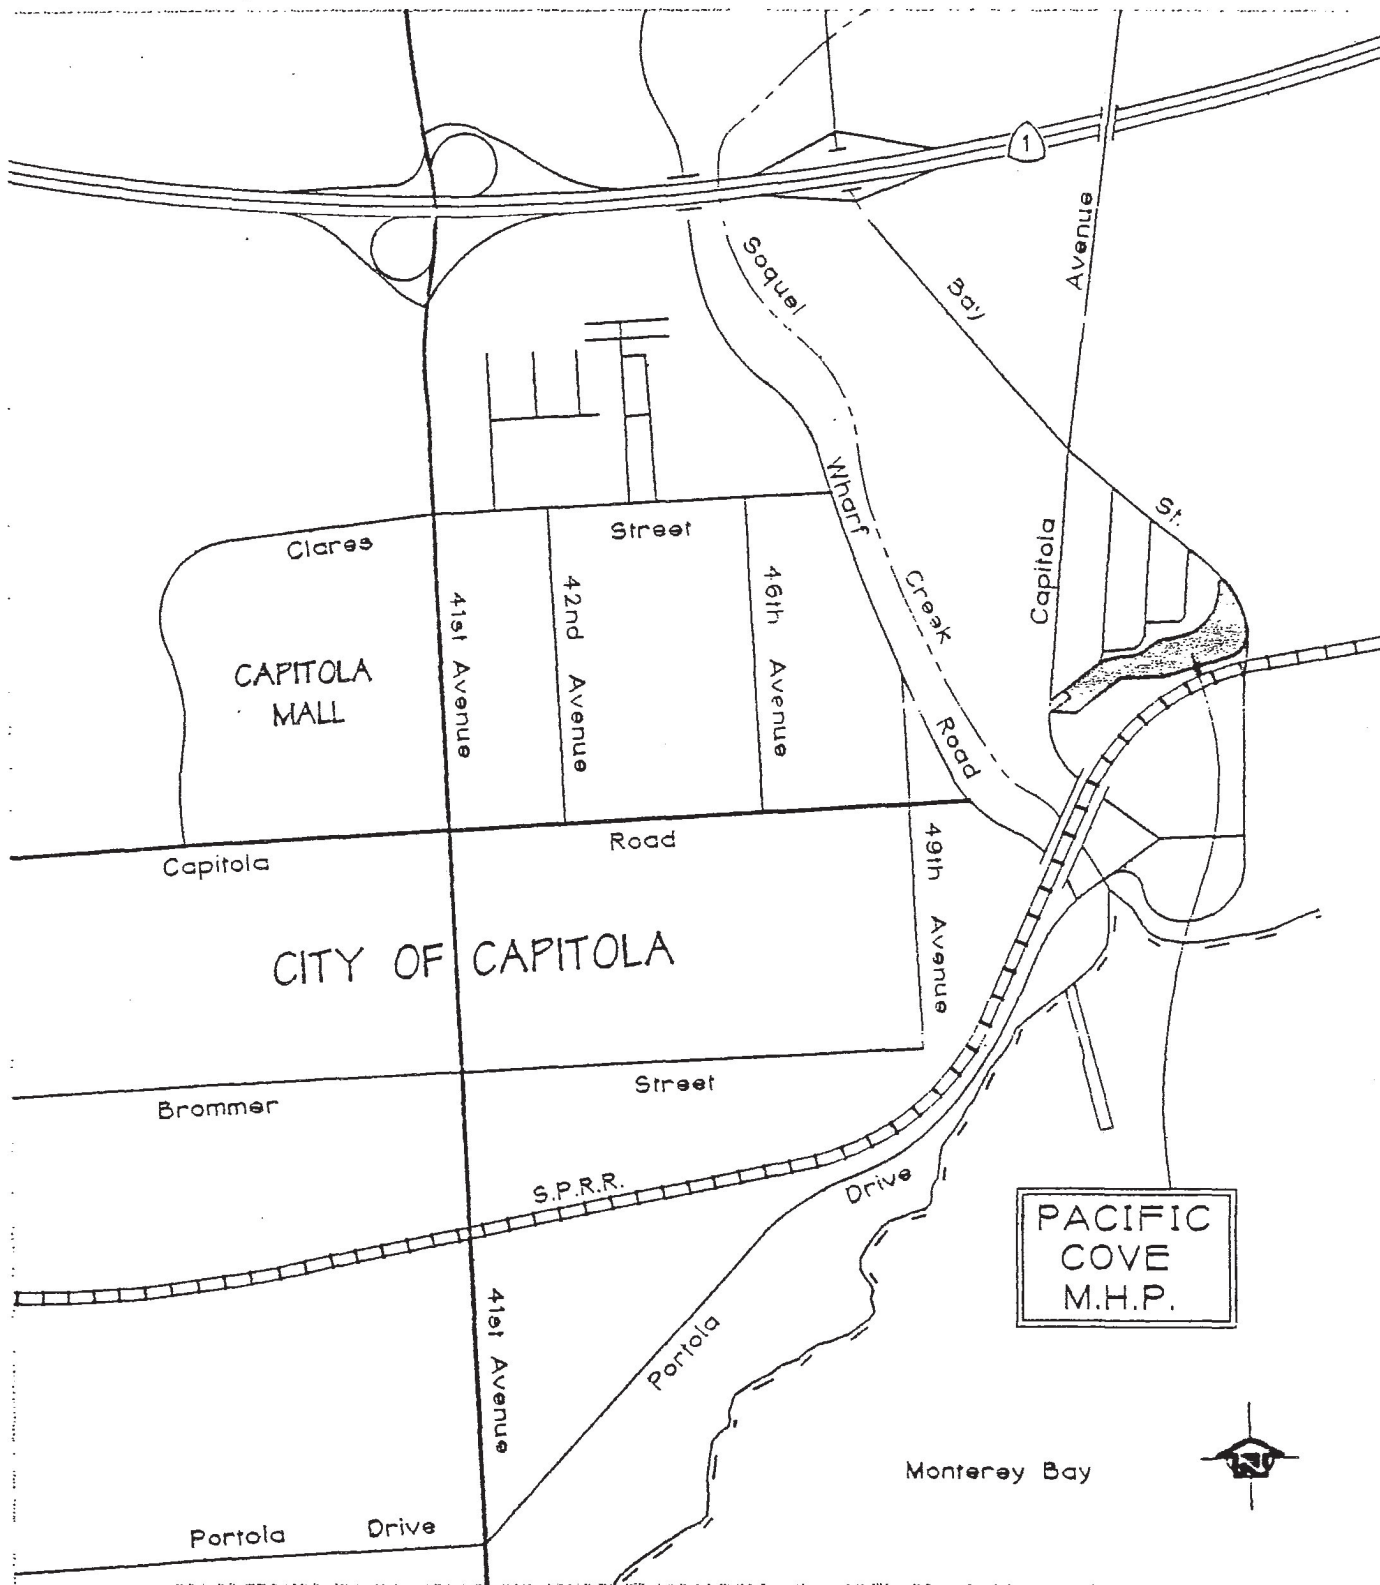 1
Soquel
Bay
Avenue
St.
Wharf
Clares
Street
Capitola
41st Avenue
42nd Avenue
46th Avenue
Creek
CAPITOLA
MALL
Road
Capitola
Road
49th Avenue
CITY OF CAPITOLA
Brommer
Street
S.P.R.R.
Drive
PACIFIC
COVE
M.H.P.
41st Avenue
Portola
Monterey Bay
N
Portola Drive